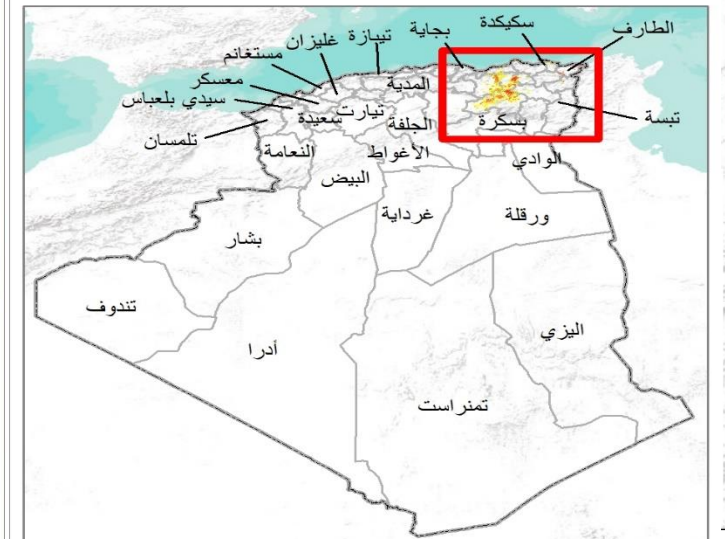 الطارف
سكيكدة
بجاية
تيبازة
غليزان
مستغانم
معسكر
سيدي بلعباس
تلمسان
المدية
تيارت
سعيدة
الجلفة
بسكرة
تبسة
النعامة
الأغواط
الوادي
البيض
غرداية
ورقلة
بشار
تندوف
أدرا
اليزي
تمنراست